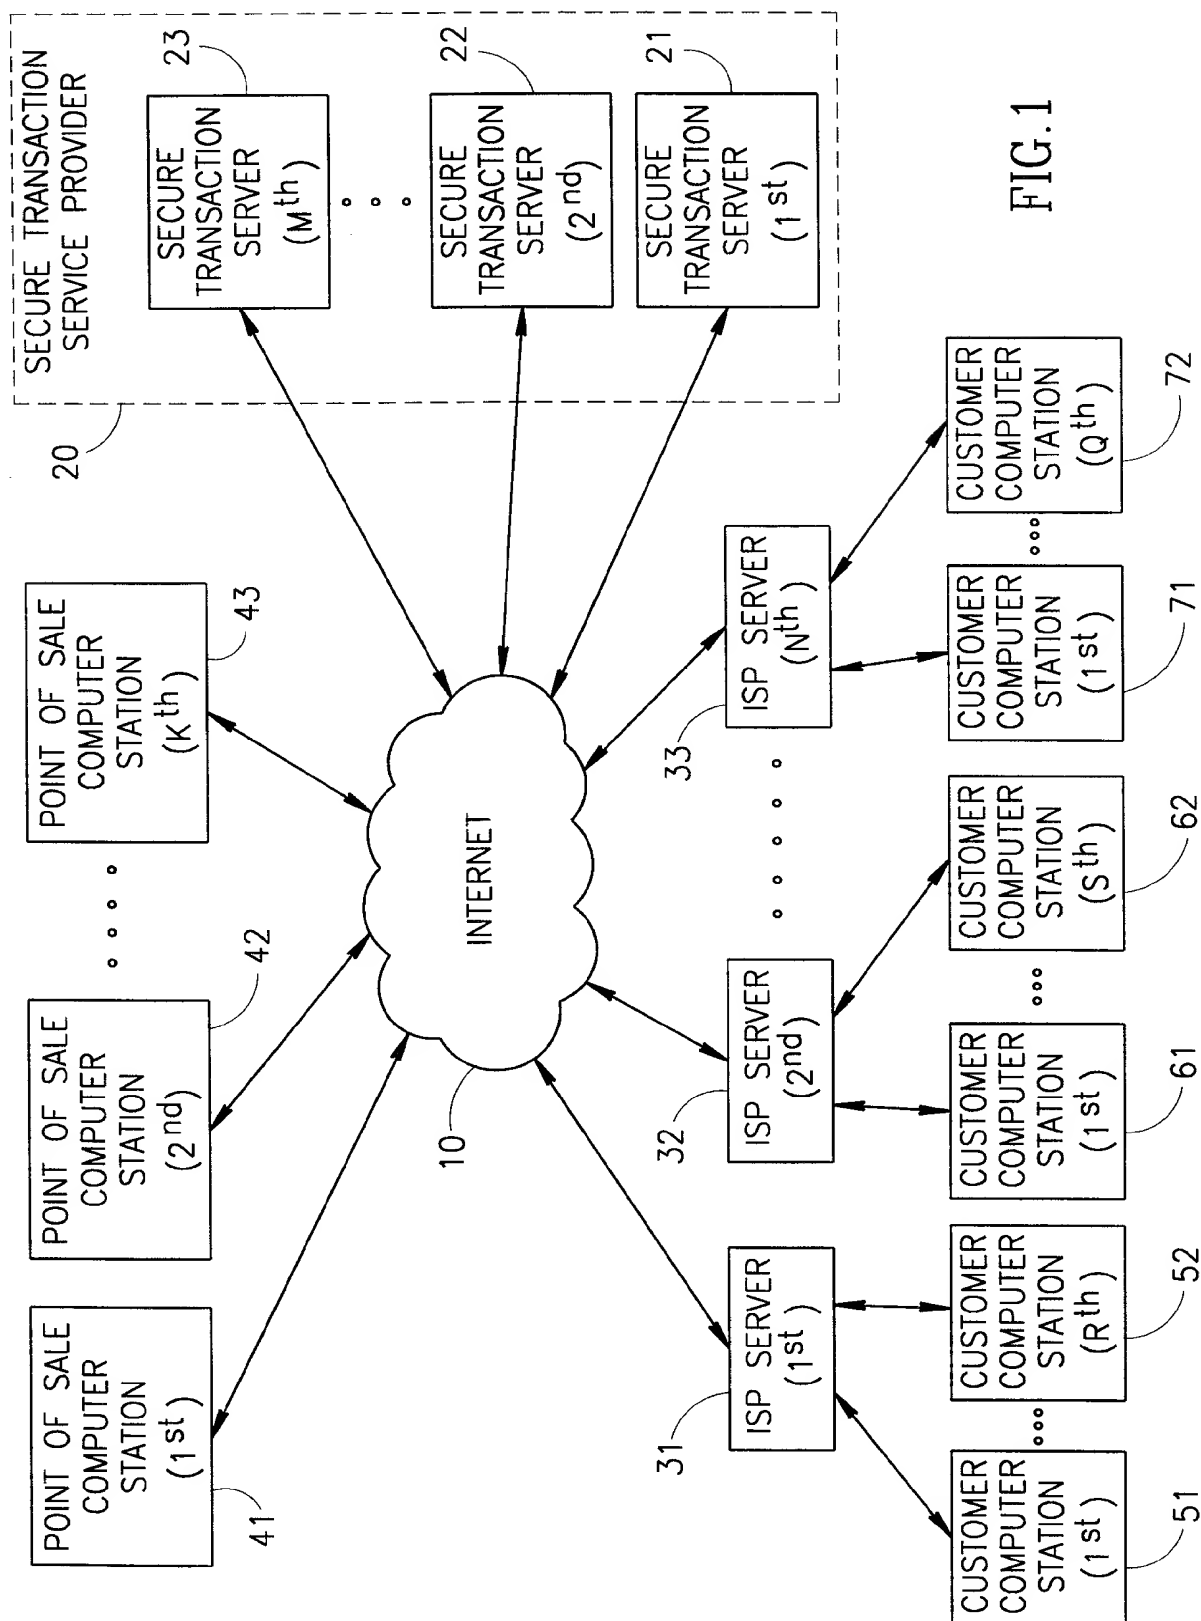 POINT OF SALE
COMPUTER
STATION
(1st)
41
POINT OF SALE
COMPUTER
STATION
(2nd)
42
POINT OF SALE
COMPUTER
STATION
(Kth)
43
SECURE TRANSACTION
SERVICE PROVIDER
20
SECURE
TRANSACTION
SERVER
(Mth)
23
SECURE
TRANSACTION
SERVER
(2nd)
22
SECURE
TRANSACTION
SERVER
(1st)
21
INTERNET
10
ISP SERVER
(1st)
31
ISP SERVER
(2nd)
32
ISP SERVER
(Nth)
33
CUSTOMER
COMPUTER
STATION
(1st)
51
CUSTOMER
COMPUTER
STATION
(Rth)
52
CUSTOMER
COMPUTER
STATION
(1st)
61
CUSTOMER
COMPUTER
STATION
(Sth)
62
CUSTOMER
COMPUTER
STATION
(1st)
71
CUSTOMER
COMPUTER
STATION
(Qth)
72
FIG.1